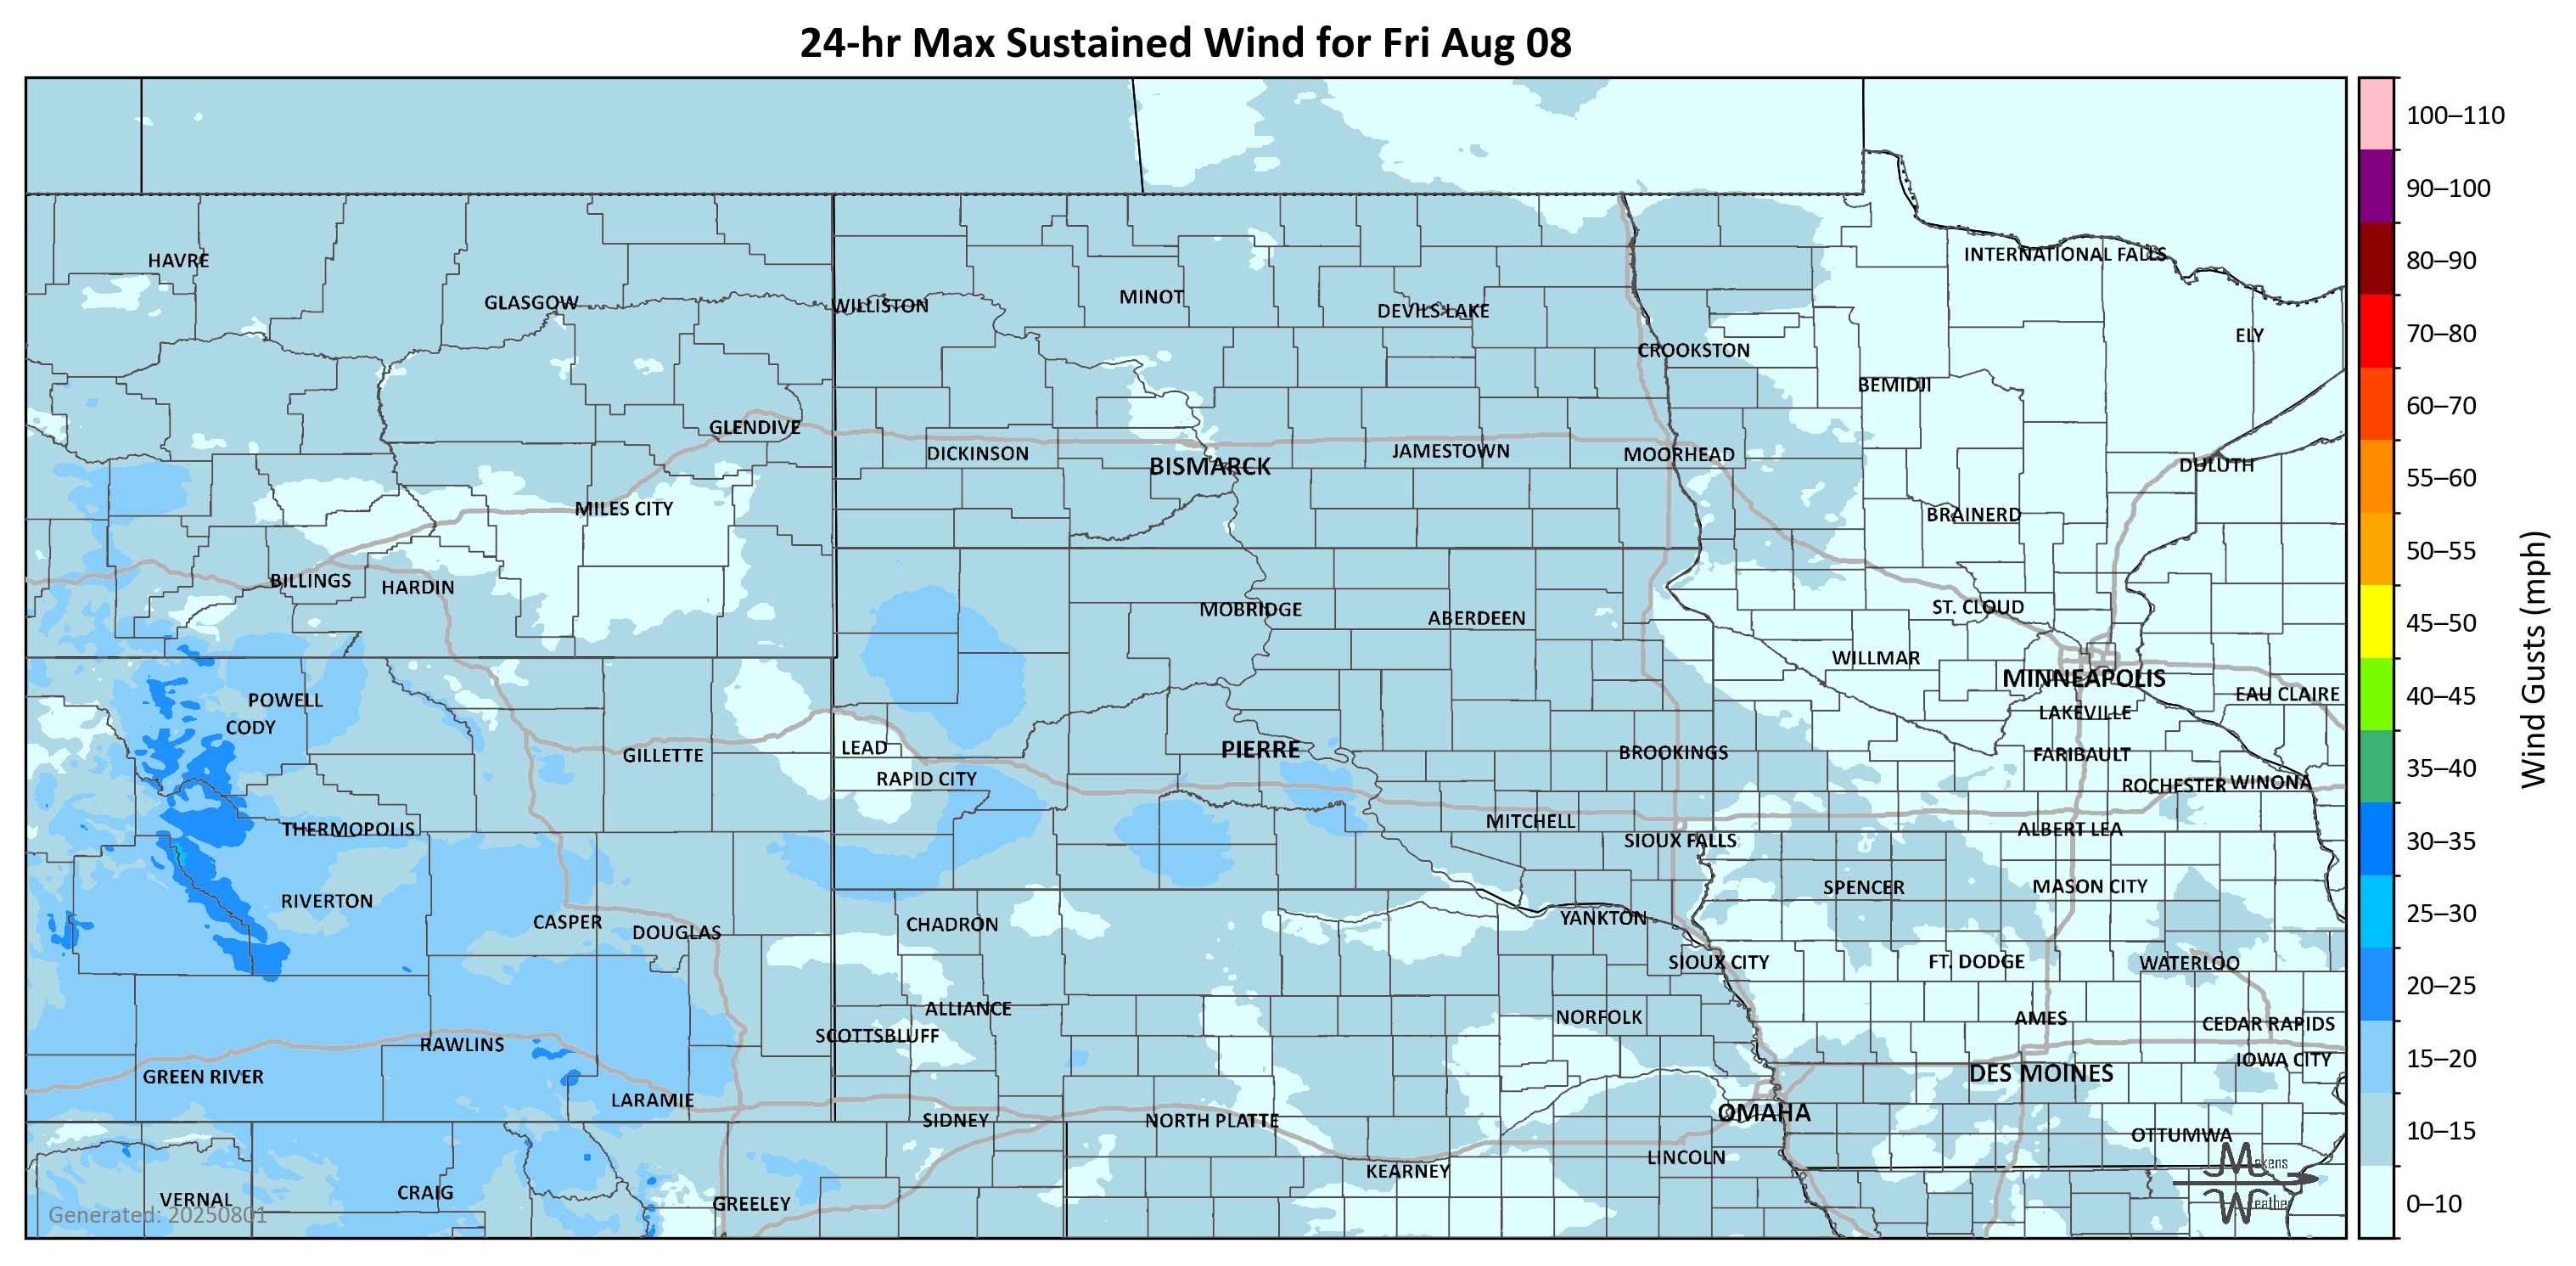 24-hr Max Sustained Wind for Fri Aug 08
100–110
90–100
80–90
70–80
60–70
55–60
50–55
45–50
40–45
35–40
30–35
25–30
20–25
15–20
10–15
0–10
Wind Gusts (mph)
HAVRE
INTERNATIONAL FALLS
GLASGOW
WILLISTON
MINOT
DEVILS LAKE
ELY
CROOKSTON
BEMIDJI
GLENDIVE
DICKINSON
BISMARCK
JAMESTOWN
MOORHEAD
DULUTH
MILES CITY
BRAINERD
BILLINGS
HARDIN
MOBRIDGE
ABERDEEN
ST. CLOUD
WILLMAR
MINNEAPOLIS
EAU CLAIRE
POWELL
CODY
LAKEVILLE
GILLETTE
LEAD
PIERRE
BROOKINGS
FARIBAULT
RAPID CITY
ROCHESTER
WINONA
THERMOPOLIS
MITCHELL
ALBERT LEA
SIOUX FALLS
SPENCER
MASON CITY
RIVERTON
CASPER
DOUGLAS
CHADRON
YANKTON
SIOUX CITY
FT. DODGE
WATERLOO
ALLIANCE
NORFOLK
AMES
CEDAR RAPIDS
SCOTTSBLUFF
RAWLINS
IOWA CITY
GREEN RIVER
DES MOINES
LARAMIE
OMAHA
SIDNEY
NORTH PLATTE
OTTUMWA
LINCOLN
KEARNEY
VERNAL
CRAIG
GREELEY
Generated: 20250801
Makens
Weather